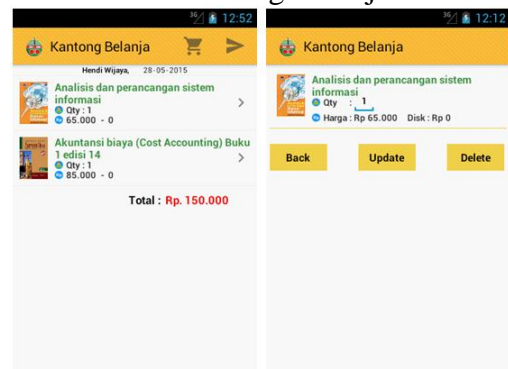 36 12:52
Kantong Belanja
Hendi Wijaya, 28-05-2015
Analisis dan perancangan sistem
informasi
Qty : 1
65.000 - 0
Akuntansi biaya (Cost Accounting) Buku
1 edisi 14
Qty : 1
85.000 - 0
Total : Rp. 150.000
36 12:12
Kantong Belanja
Analisis dan perancangan sistem
informasi
Qty : 1
Harga : Rp 65.000 Disk : Rp 0
Back Update Delete